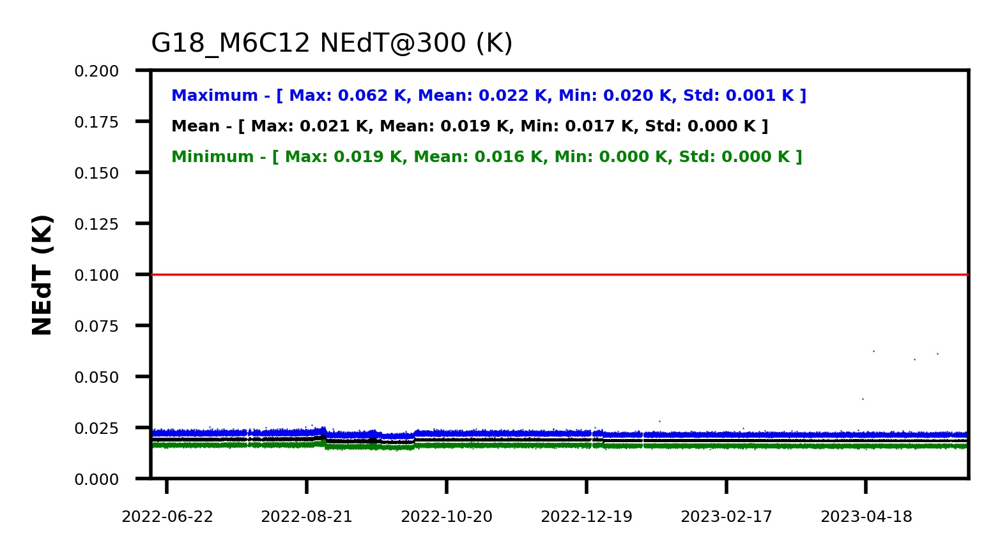 G18_M6C12 NEdT@300 (K)
0.200
Maximum - [ Max: 0.062 K, Mean: 0.022 K, Min: 0.020 K, Std: 0.001 K ]
0.175
Mean - [ Max: 0.021 K, Mean: 0.019 K, Min: 0.017 K, Std: 0.000 K ]
Minimum - [ Max: 0.019 K, Mean: 0.016 K, Min: 0.000 K, Std: 0.000 K ]
0.150
0.125
0.100
0.075
0.050
0.025
0.000
NEdT (K)
2022-06-22 2022-08-21 2022-10-20 2022-12-19 2023-02-17 2023-04-18